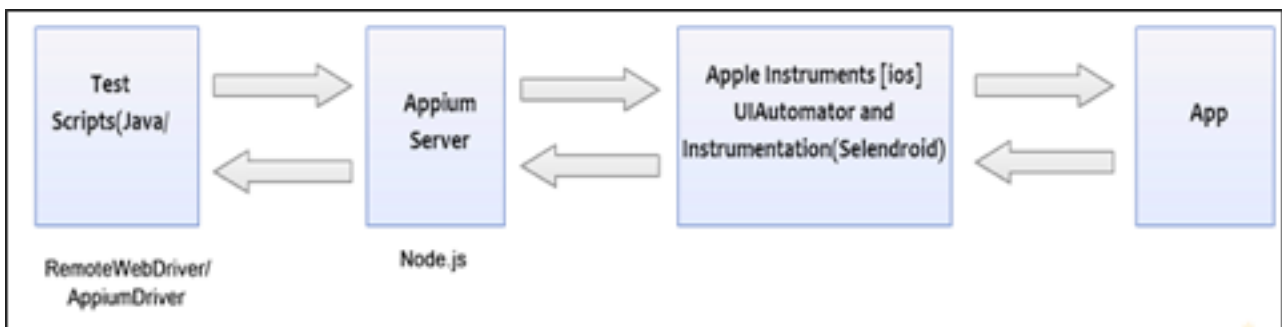 Test
Scripts(Java/
Appium
Server
Apple Instruments [ios]
UIAutomator and
Instrumentation(Selendroid)
App
RemoteWebDriver/
AppiumDriver
Node.js